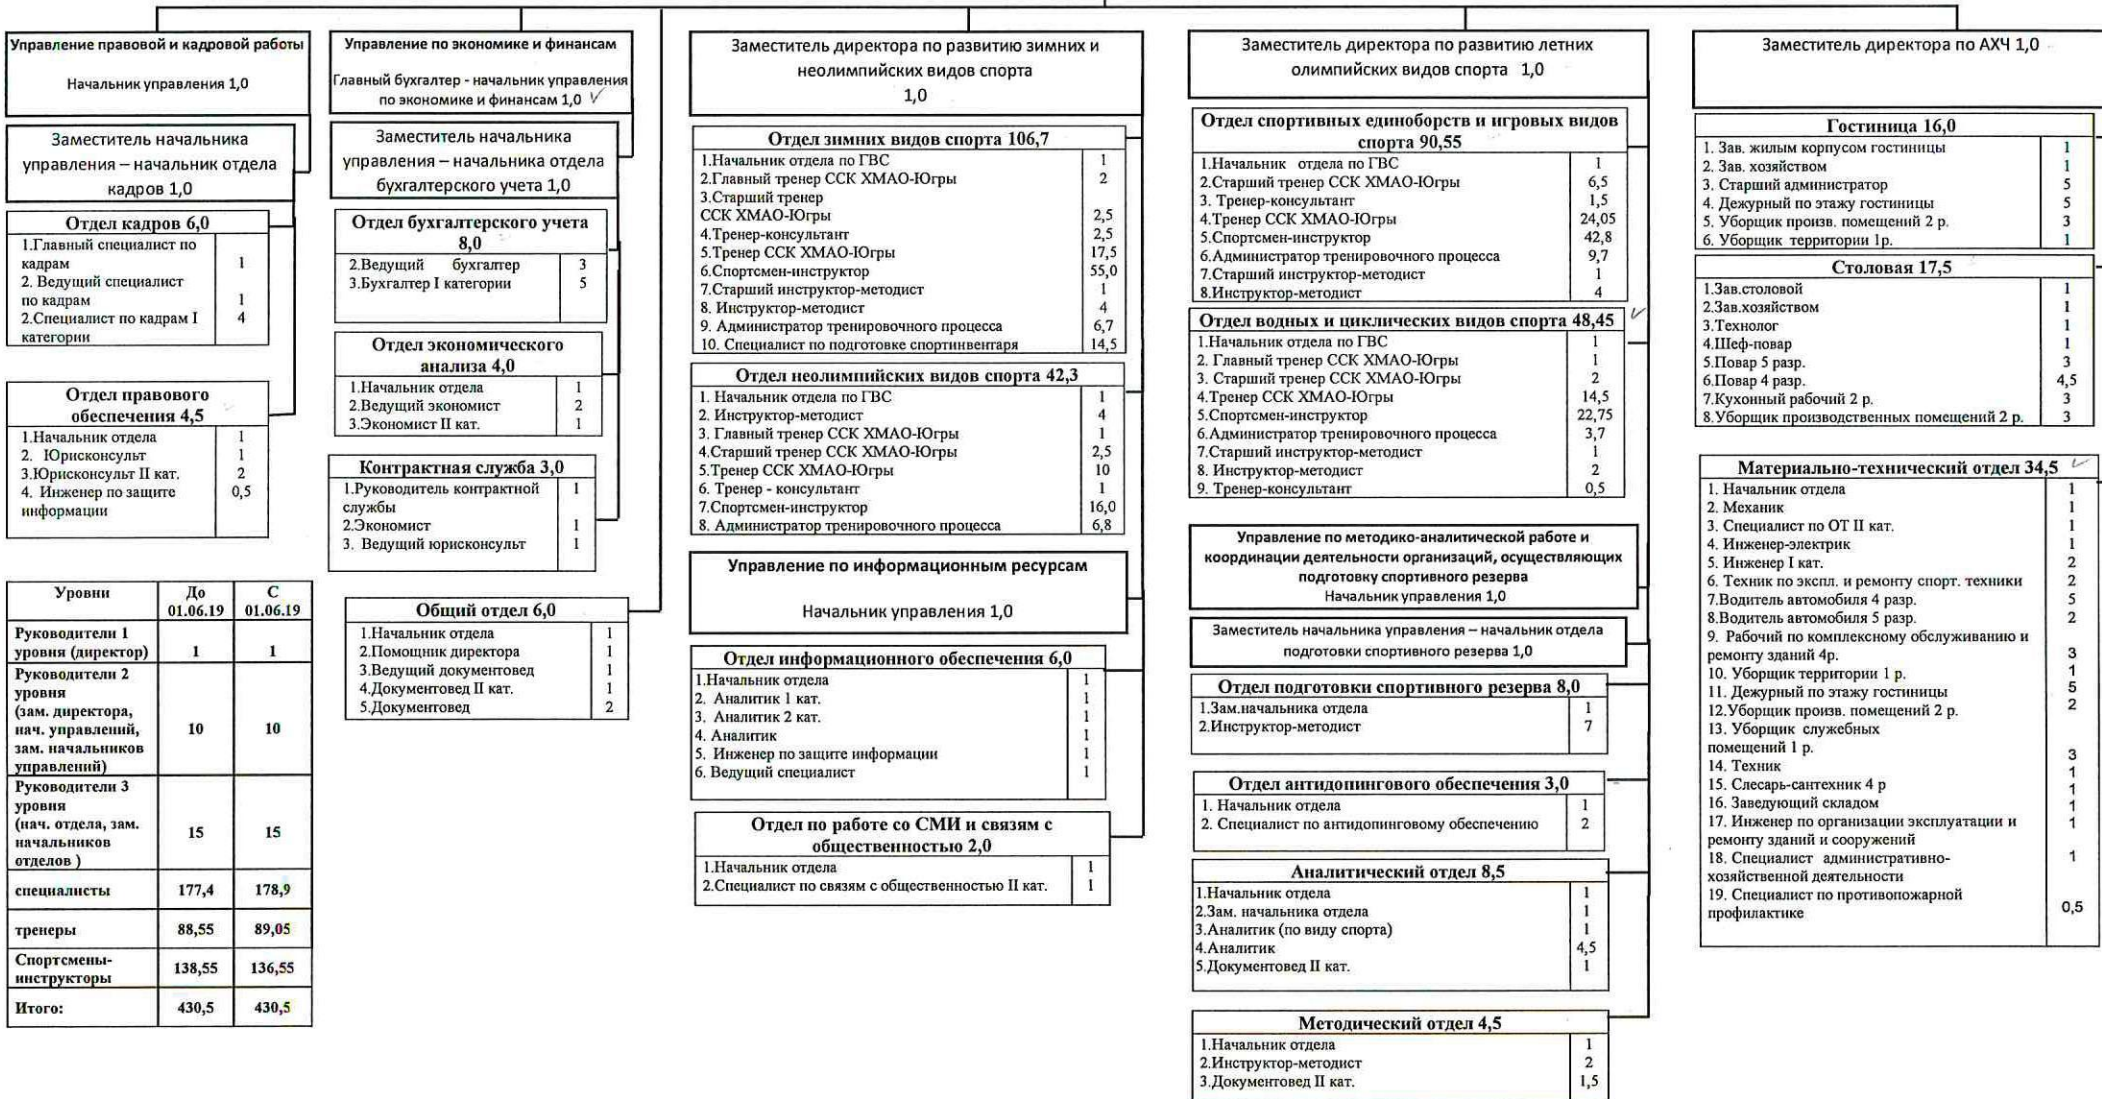 Управление правовой и кадровой работы
Начальник управления 1,0
Заместитель начальника
управления – начальник отдела
кадров 1,0
Отдел кадров 6,0
1.Главный специалист по
кадрам 1
2. Ведущий специалист
по кадрам 1
2.Специалист по кадрам I 4
категории
Отдел правового
обеспечения 4,5
1.Начальник отдела 1
2. Юрисконсульт 1
3.Юрисконсульт II кат. 2
4. Инженер по защите 0,5
информации
Уровни До 01.06.19 С 01.06.19
Руководители 1
уровня (директор) 1 1
Руководители 2
уровня
(зам. директора,
нач. управлений, 10 10
зам. начальников
управлений)
Руководители 3
уровня
(нач. отдела, зам. 15 15
начальников
отделов )
специалисты 177,4 178,9
тренеры 88,55 89,05
Спортсмены-
инструкторы 138,55 136,55
Итого: 430,5 430,5
Управление по экономике и финансам
Главный бухгалтер - начальник управления
по экономике и финансам 1,0
Заместитель начальника
управления – начальника отдела
бухгалтерского учета 1,0
Отдел бухгалтерского учета
8,0
2.Ведущий бухгалтер 3
3.Бухгалтер I категории 5
Отдел экономического
анализа 4,0
1.Начальник отдела 1
2.Ведущий экономист 2
3.Экономист II кат. 1
Контрактная служба 3,0
1.Руководитель контрактной 1
службы
2.Экономист 1
3. Ведущий юрисконсульт 1
Общий отдел 6,0
1.Начальник отдела 1
2.Помощник директора 1
3.Ведущий документовед 1
4.Документовед II кат. 1
5.Документовед 2
Заместитель директора по развитию зимних и
неолимпийских видов спорта
1,0
Отдел зимних видов спорта 106,7
1.Начальник отдела по ГВС 1
2.Главный тренер ССК ХМАО-Югры 2
3.Старший тренер
ССК ХМАО-Югры 2,5
4.Тренер-консультант 2,5
5.Тренер ССК ХМАО-Югры 17,5
6.Спортсмен-инструктор 55,0
7.Старший инструктор-методист 1
8. Инструктор-методист 4
9. Администратор тренировочного процесса 6,7
10. Специалист по подготовке спортинвентаря 14,5
Отдел неолимпийских видов спорта 42,3
1. Начальник отдела по ГВС 1
2. Инструктор-методист 4
3. Главный тренер ССК ХМАО-Югры 1
4.Старший тренер ССК ХМАО-Югры 2,5
5.Тренер ССК ХМАО-Югры 10
6. Тренер - консультант 1
7.Спортсмен-инструктор 16,0
8. Администратор тренировочного процесса 6,8
Управление по информационным ресурсам
Начальник управления 1,0
Отдел информационного обеспечения 6,0
1.Начальник отдела 1
2. Аналитик 1 кат. 1
3. Аналитик 2 кат. 1
4. Аналитик 1
5. Инженер по защите информации 1
6. Ведущий специалист 1
Отдел по работе со СМИ и связям с
общественностью 2,0
1.Начальник отдела 1
2.Специалист по связям с общественностью II кат. 1
Заместитель директора по развитию летних
олимпийских видов спорта 1,0
Отдел спортивных единоборств и игровых видов
спорта 90,55
1.Начальник отдела по ГВС 1
2.Старший тренер ССК ХМАО-Югры 6,5
3. Тренер-консультант 1,5
4.Тренер ССК ХМАО-Югры 24,05
5.Спортсмен-инструктор 42,8
6.Администратор тренировочного процесса 9,7
7.Старший инструктор-методист 1
8.Инструктор-методист 4
Отдел водных и циклических видов спорта 48,45
1.Начальник отдела по ГВС 1
2. Главный тренер ССК ХМАО-Югры 1
3. Старший тренер ССК ХМАО-Югры 2
4.Тренер ССК ХМАО-Югры 14,5
5.Спортсмен-инструктор 22,75
6.Администратор тренировочного процесса 3,7
7.Старший инструктор-методист 1
8. Инструктор-методист 2
9. Тренер-консультант 0,5
Управление по методико-аналитической работе и
координации деятельности организаций, осуществляющих
подготовку спортивного резерва
Начальник управления 1,0
Заместитель начальника управления – начальник отдела
подготовки спортивного резерва 1,0
Отдел подготовки спортивного резерва 8,0
1.Зам.начальника отдела 1
2.Инструктор-методист 7
Отдел антидопингового обеспечения 3,0
1. Начальник отдела 1
2. Специалист по антидопинговому обеспечению 2
Аналитический отдел 8,5
1.Начальник отдела 1
2.Зам. начальника отдела 1
3.Аналитик (по виду спорта) 1
4.Аналитик 4,5
5.Документовед II кат. 1
Методический отдел 4,5
1.Начальник отдела 1
2.Инструктор-методист 2
3.Документовед II кат. 1,5
Заместитель директора по АХЧ 1,0
Гостиница 16,0
1. Зав. жилым корпусом гостиницы 1
2. Зав. хозяйством 1
3. Старший администратор 5
4. Дежурный по этажу гостиницы 5
5. Уборщик произв. помещений 2 р. 3
6. Уборщик территории 1р. 1
Столовая 17,5
1.Зав.столовой 1
2.Зав.хозяйством 1
3.Технолог 1
4.Шеф-повар 1
5.Повар 5 разр. 3
6.Повар 4 разр. 4,5
7.Кухонный рабочий 2 р. 3
8.Уборщик производственных помещений 2 р. 3
Материально-технический отдел 34,5
1. Начальник отдела 1
2. Механик 1
3. Специалист по ОТ II кат. 1
4. Инженер-электрик 1
5. Инженер I кат. 2
6. Техник по экспл. и ремонту спорт. техники 2
7.Водитель автомобиля 4 разр. 5
8.Водитель автомобиля 5 разр. 2
9. Рабочий по комплексному обслуживанию и
ремонту зданий 4р. 3
10. Уборщик территории 1 р. 1
11. Дежурный по этажу гостиницы 5
12.Уборщик произв. помещений 2 р. 2
13. Уборщик служебных
помещений 1 р. 3
14. Техник 1
15. Слесарь-сантехник 4 р 1
16. Заведующий складом 1
17. Инженер по организации эксплуатации и 1
ремонту зданий и сооружений
18. Специалист административно- 1
хозяйственной деятельности
19. Специалист по противопожарной
профилактике 0,5